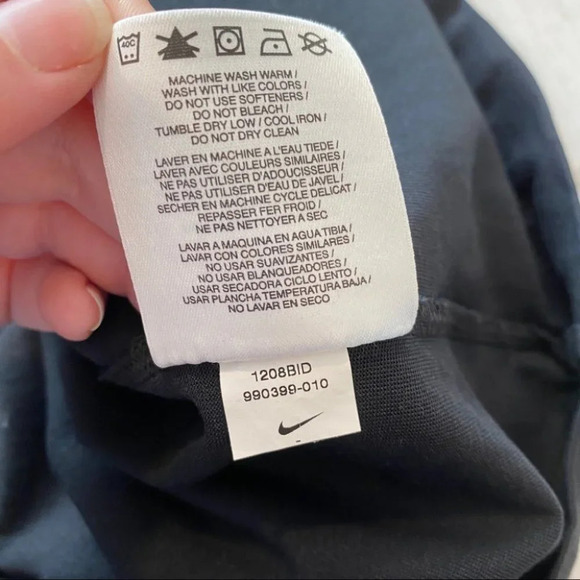 40C
MACHINE WASH WARM /
WASH WITH LIKE COLORS /
DO NOT USE SOFTENERS /
DO NOT BLEACH /
TUMBLE DRY LOW / COOL IRON /
DO NOT DRY CLEAN
LAVER EN MACHINE A L'EAU TIEDE /
LAVER AVEC COULEURS SIMILAIRES /
NE PAS UTILISER D'ADOUCISSEUR /
NE PAS UTILISER D'EAU DE JAVEL /
SECHER EN MACHINE CYCLE DELICAT /
REPASSER FER FROID /
NE PAS NETTOYER A SEC
LAVAR A MAQUINA EN AGUA TIBIA /
LAVAR CON COLORES SIMILARES /
NO USAR SUAVIZANTES /
NO USAR BLANQUEADORES /
USAR SECADORA CICLO LENTO /
USAR PLANCHA TEMPERATURA BAJA /
NO LAVAR EN SECO
1208BID
990399-010